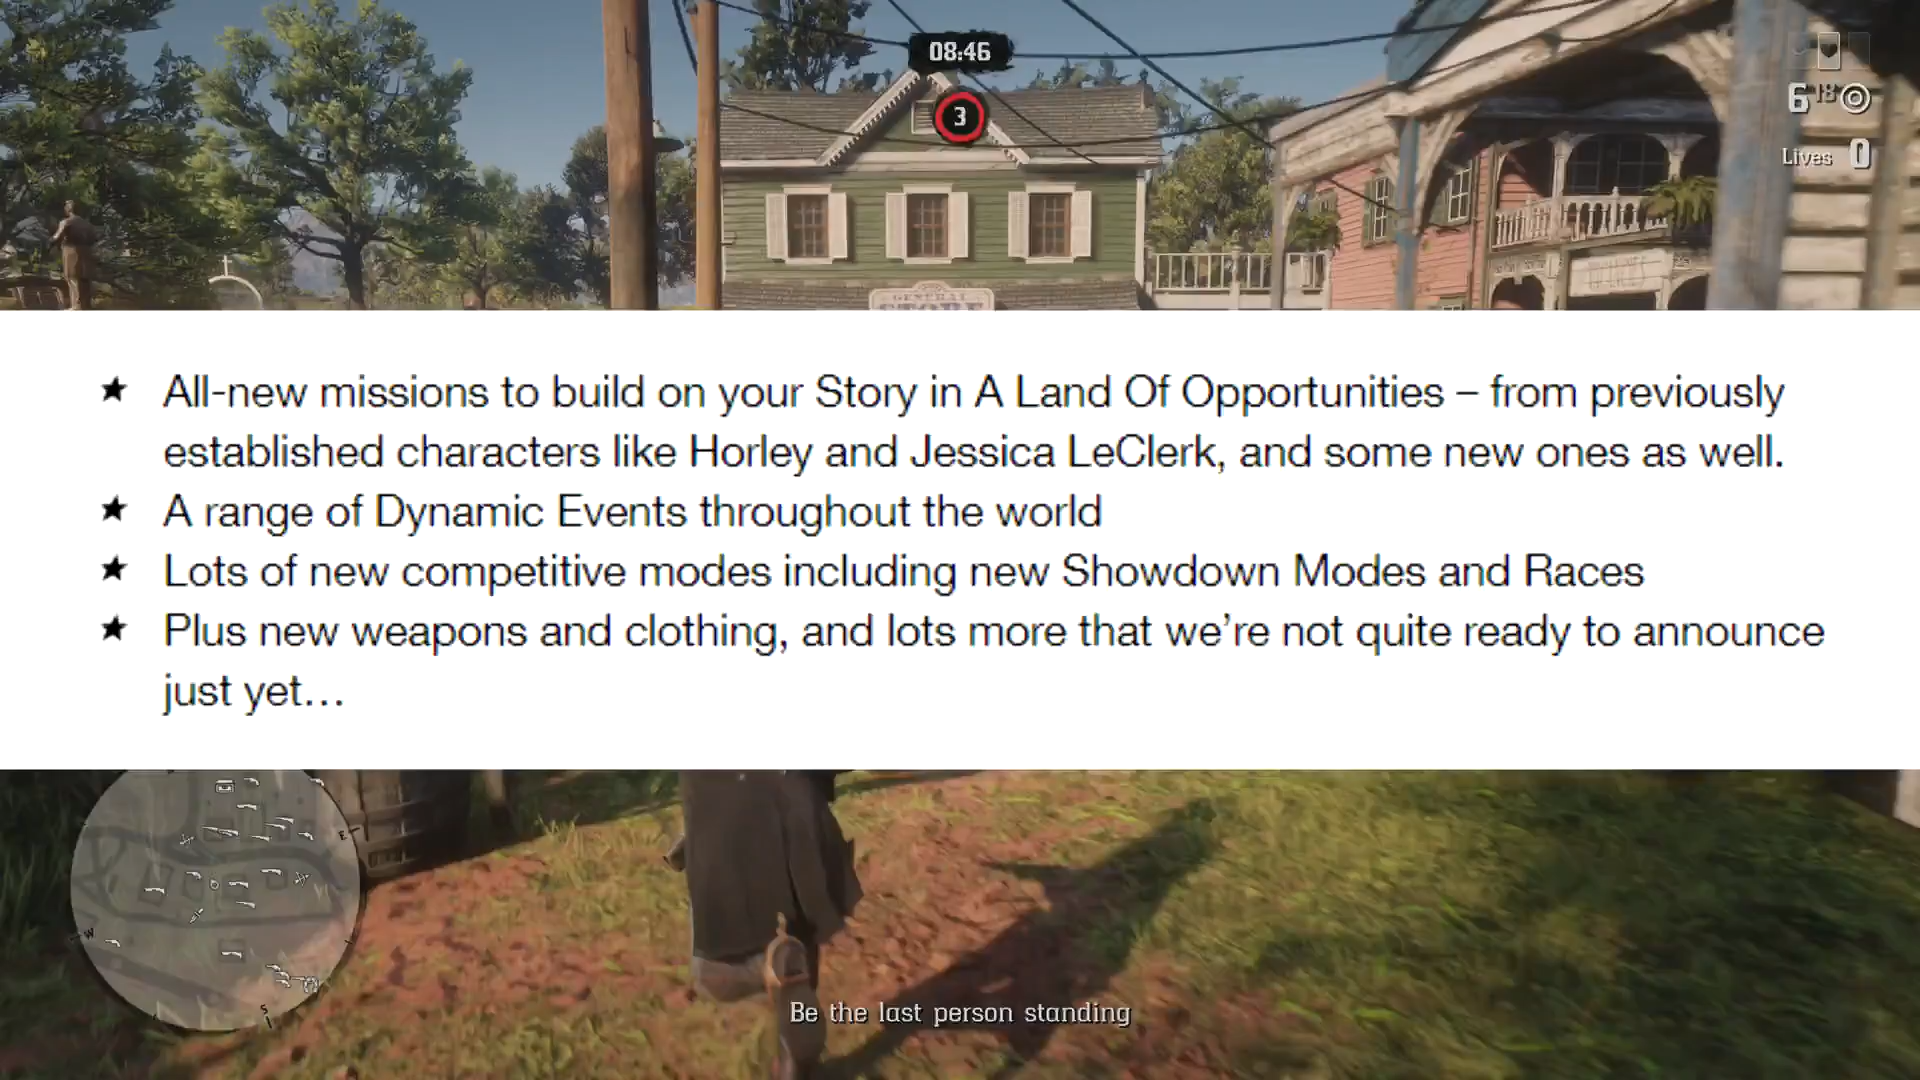 08:46
3
6 18
Lives 0
GENERAL
STORE
★ All-new missions to build on your Story in A Land Of Opportunities – from previously
established characters like Horley and Jessica LeClerk, and some new ones as well.
★ A range of Dynamic Events throughout the world
★ Lots of new competitive modes including new Showdown Modes and Races
★ Plus new weapons and clothing, and lots more that we’re not quite ready to announce
just yet…
E
W
S
Be the last person standing